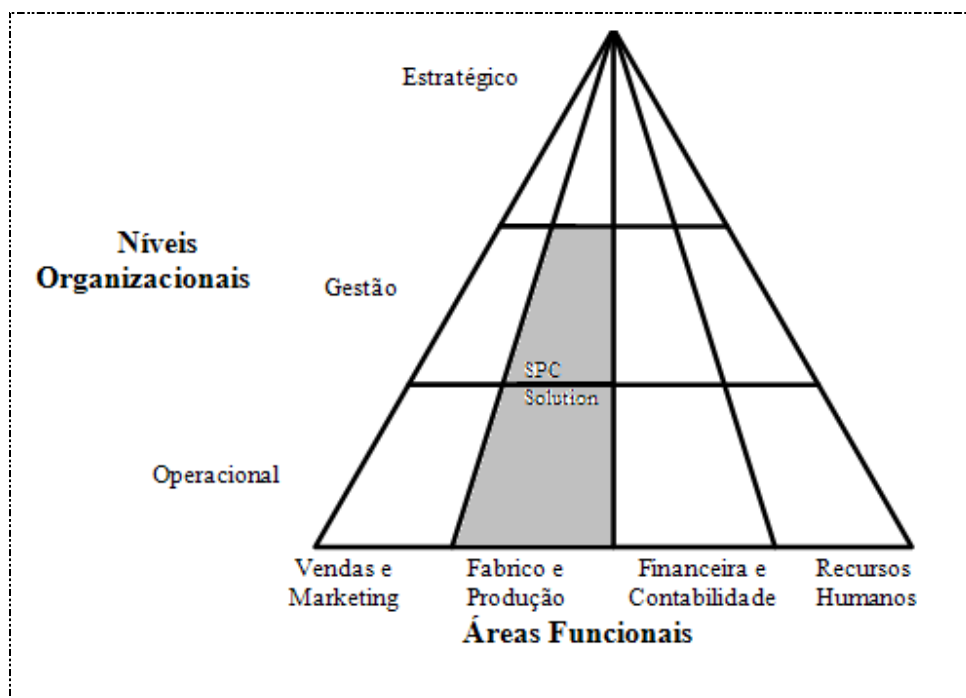 Estratégico
Níveis
Organizacionais
Gestão
SPC
Solution
Operacional
Vendas e
Marketing
Fabrico e
Produção
Financeira e
Contabilidade
Recursos
Humanos
Áreas Funcionais